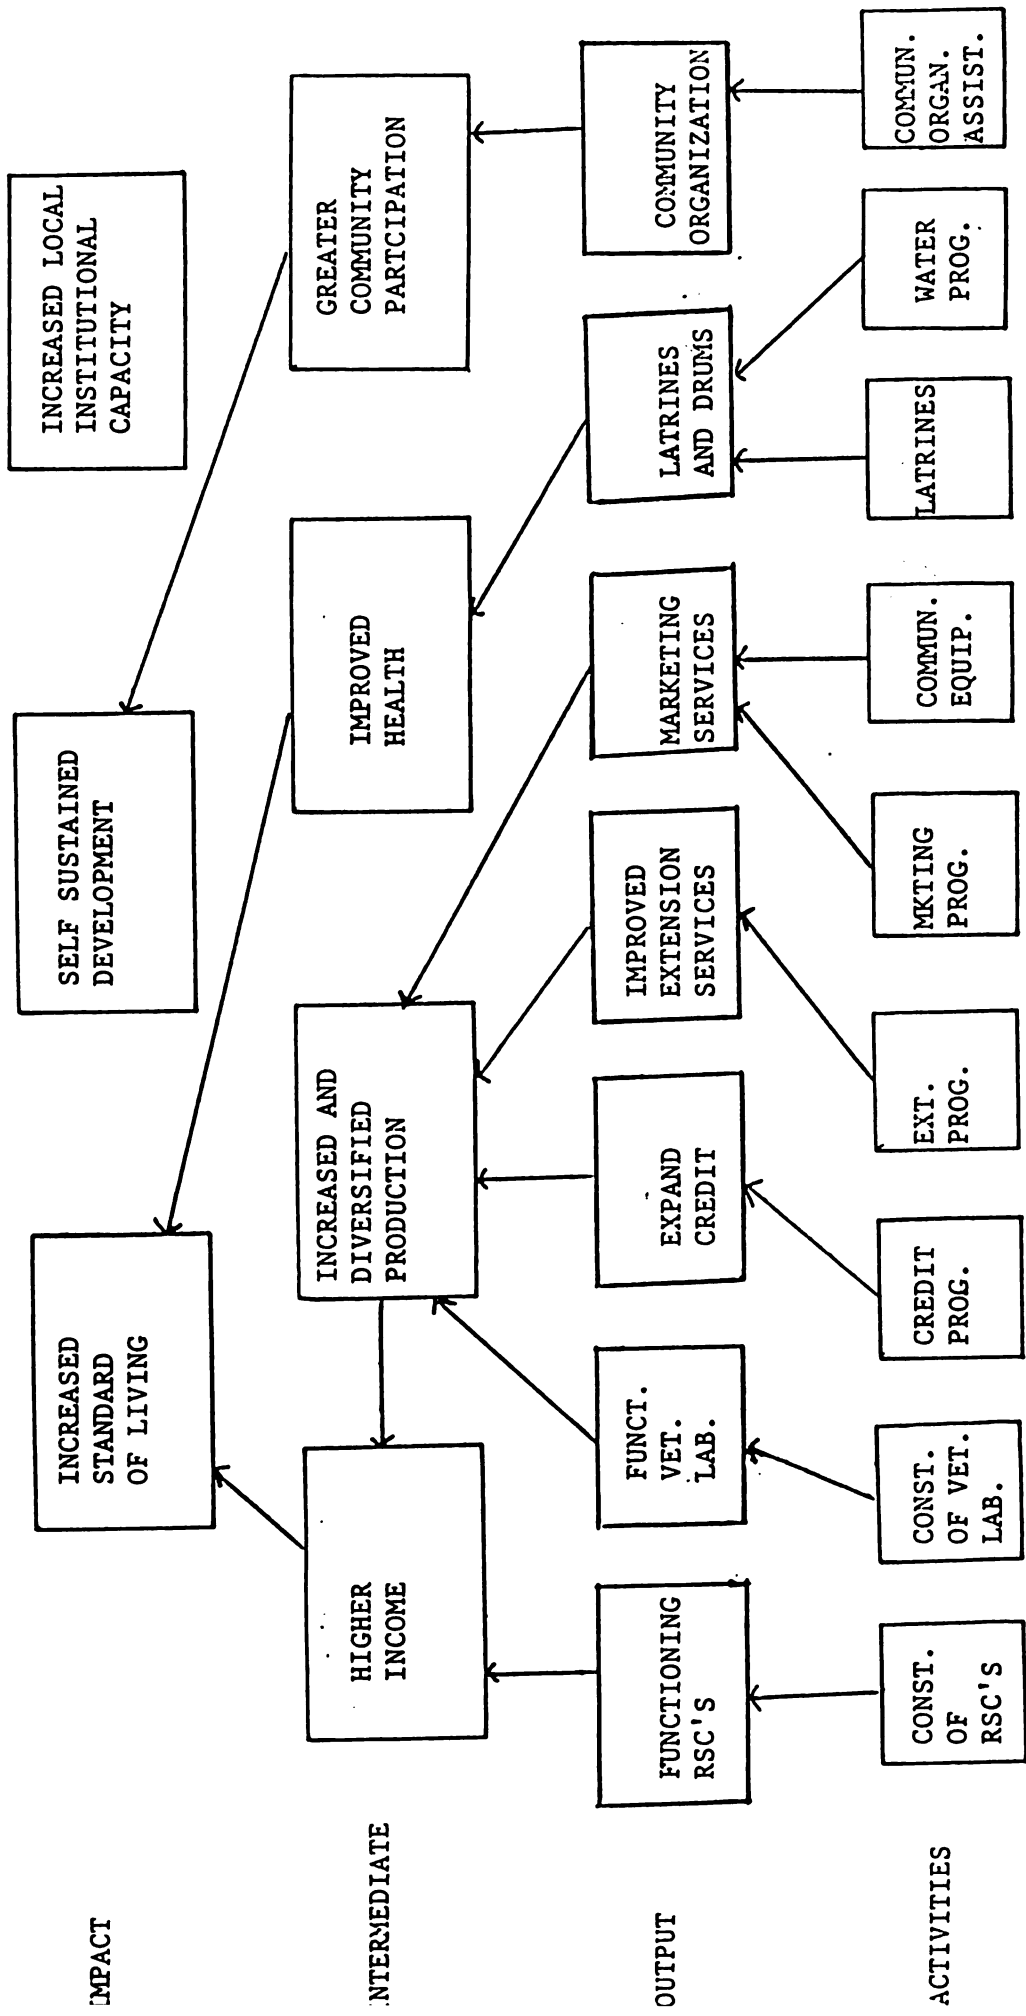 IMPACT
INCREASED
STANDARD
OF LIVING
SELF SUSTAINED
DEVELOPMENT
INCREASED LOCAL
INSTITUTIONAL
CAPACITY
INTERMEDIATE
HIGHER
INCOME
INCREASED AND
DIVERSIFIED
PRODUCTION
IMPROVED
HEALTH
GREATER
COMMUNITY
PARTCIPATION
OUTPUT
FUNCTIONING
RSC'S
FUNCT.
VET.
LAB.
EXPAND
CREDIT
IMPROVED
EXTENSION
SERVICES
MARKETING
SERVICES
LATRINES
AND DRUMS
COMMUNITY
ORGANIZATION
ACTIVITIES
CONST.
OF
RSC'S
CONST.
OF VET.
LAB.
CREDIT
PROG.
EXT.
PROG.
MKTING
PROG.
COMMUN.
EQUIP.
LATRINES
WATER
PROG.
COMMUN.
ORGAN.
ASSIST.